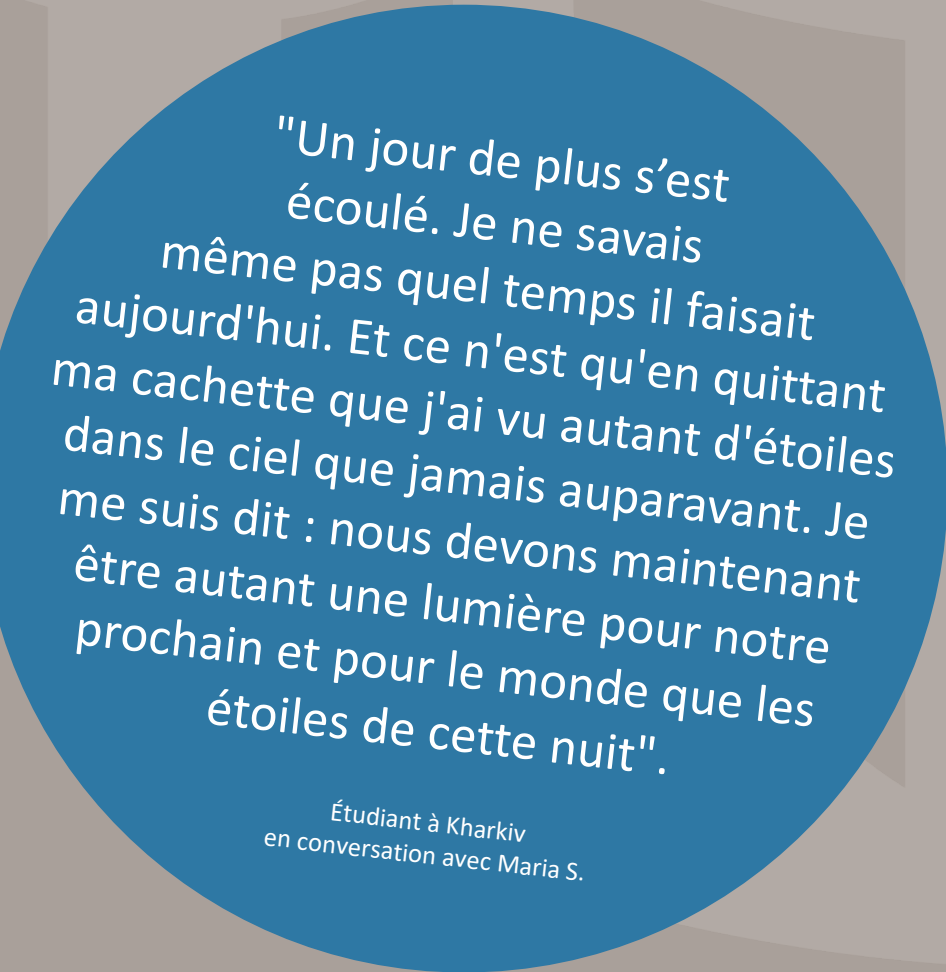 "Un jour de plus s’est
écoulé. Je ne savais
même pas quel temps il faisait
aujourd'hui. Et ce n'est qu'en quittant
ma cachette que j'ai vu autant d'étoiles
dans le ciel que jamais auparavant. Je
me suis dit : nous devons maintenant
être autant une lumière pour notre
prochain et pour le monde que les
étoiles de cette nuit".
Étudiant à Kharkiv
en conversation avec Maria S.